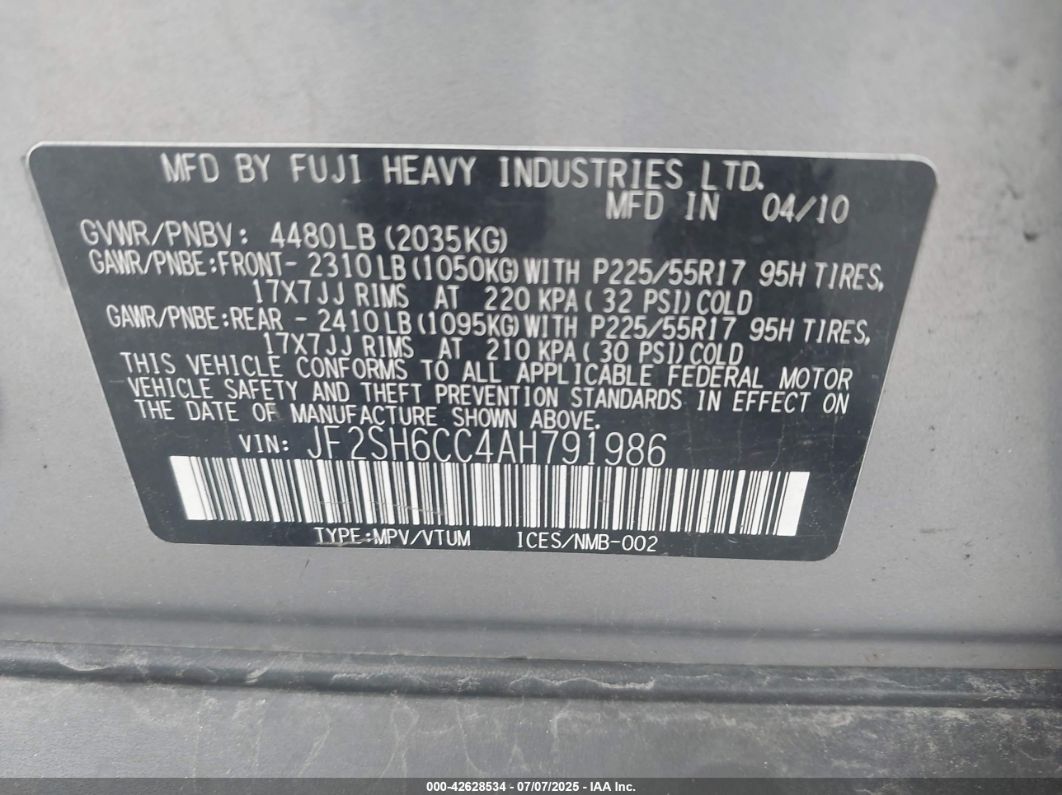 MFD BY FUJI HEAVY INDUSTRIES LTD.
MFD IN 04/10
GVWR/PNBV: 4480LB (2035KG)
GAWR/PNBE:FRONT- 2310LB (1050KG) WITH P225/55R17 95H TIRES,
17X7JJ RIMS AT 220 KPA ( 32 PSI) COLD
GAWR/PNBE:REAR - 2410LB (1095KG) WITH P225/55R17 95H TIRES,
17X7JJ RIMS AT 210 KPA ( 30 PSI) COLD
THIS VEHICLE CONFORMS TO ALL APPLICABLE FEDERAL MOTOR
VEHICLE SAFETY AND THEFT PREVENTION STANDARDS IN EFFECT ON
THE DATE OF MANUFACTURE SHOWN ABOVE.
VIN: JF2SH6CC4AH791986
TYPE:MPV/VTUM ICES/NMB-002
000-42628534 - 07/07/2025 - IAA Inc.